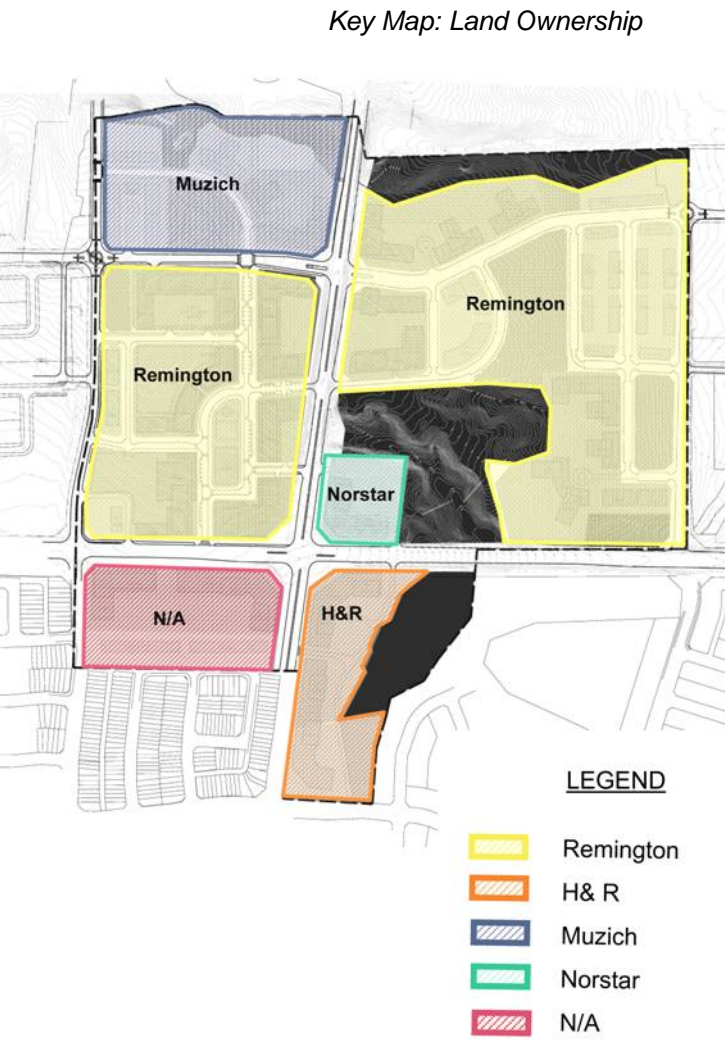 Key Map: Land Ownership
Muzich
Remington
Remington
Norstar
N/A
H&R
LEGEND
Remington
H& R
Muzich
Norstar
N/A